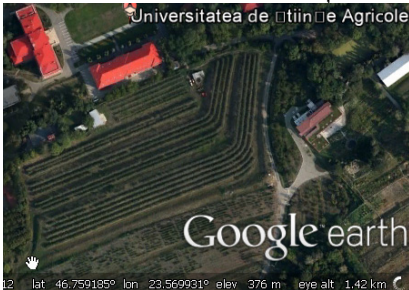 Universitatea de □tiin□e Agricole
Google earth
12 lat 46.759185° lon 23.569931° elev 376 m eye alt 1.42 km